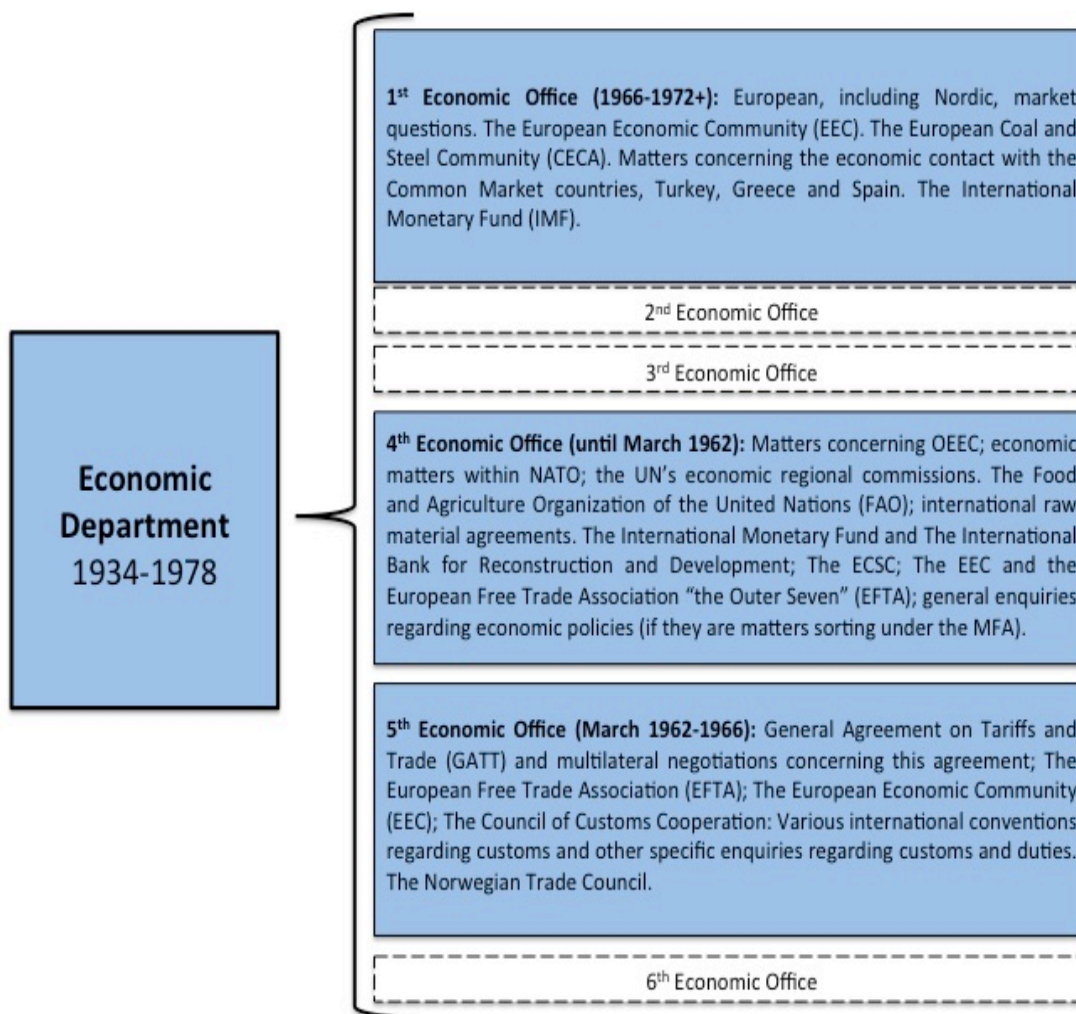 1st Economic Office (1966-1972+): European, including Nordic, market
questions. The European Economic Community (EEC). The European Coal and
Steel Community (CECA). Matters concerning the economic contact with the
Common Market countries, Turkey, Greece and Spain. The International
Monetary Fund (IMF).
2nd Economic Office
3rd Economic Office
Economic
Department
1934-1978
4th Economic Office (until March 1962): Matters concerning OEEC; economic
matters within NATO; the UN's economic regional commissions. The Food
and Agriculture Organization of the United Nations (FAO); international raw
material agreements. The International Monetary Fund and The International
Bank for Reconstruction and Development; The ECSC; The EEC and the
European Free Trade Association “the Outer Seven” (EFTA); general enquiries
regarding economic policies (if they are matters sorting under the MFA).
5th Economic Office (March 1962-1966): General Agreement on Tariffs and
Trade (GATT) and multilateral negotiations concerning this agreement; The
European Free Trade Association (EFTA); The European Economic Community
(EEC); The Council of Customs Cooperation: Various international conventions
regarding customs and other specific enquiries regarding customs and duties.
The Norwegian Trade Council.
6th Economic Office